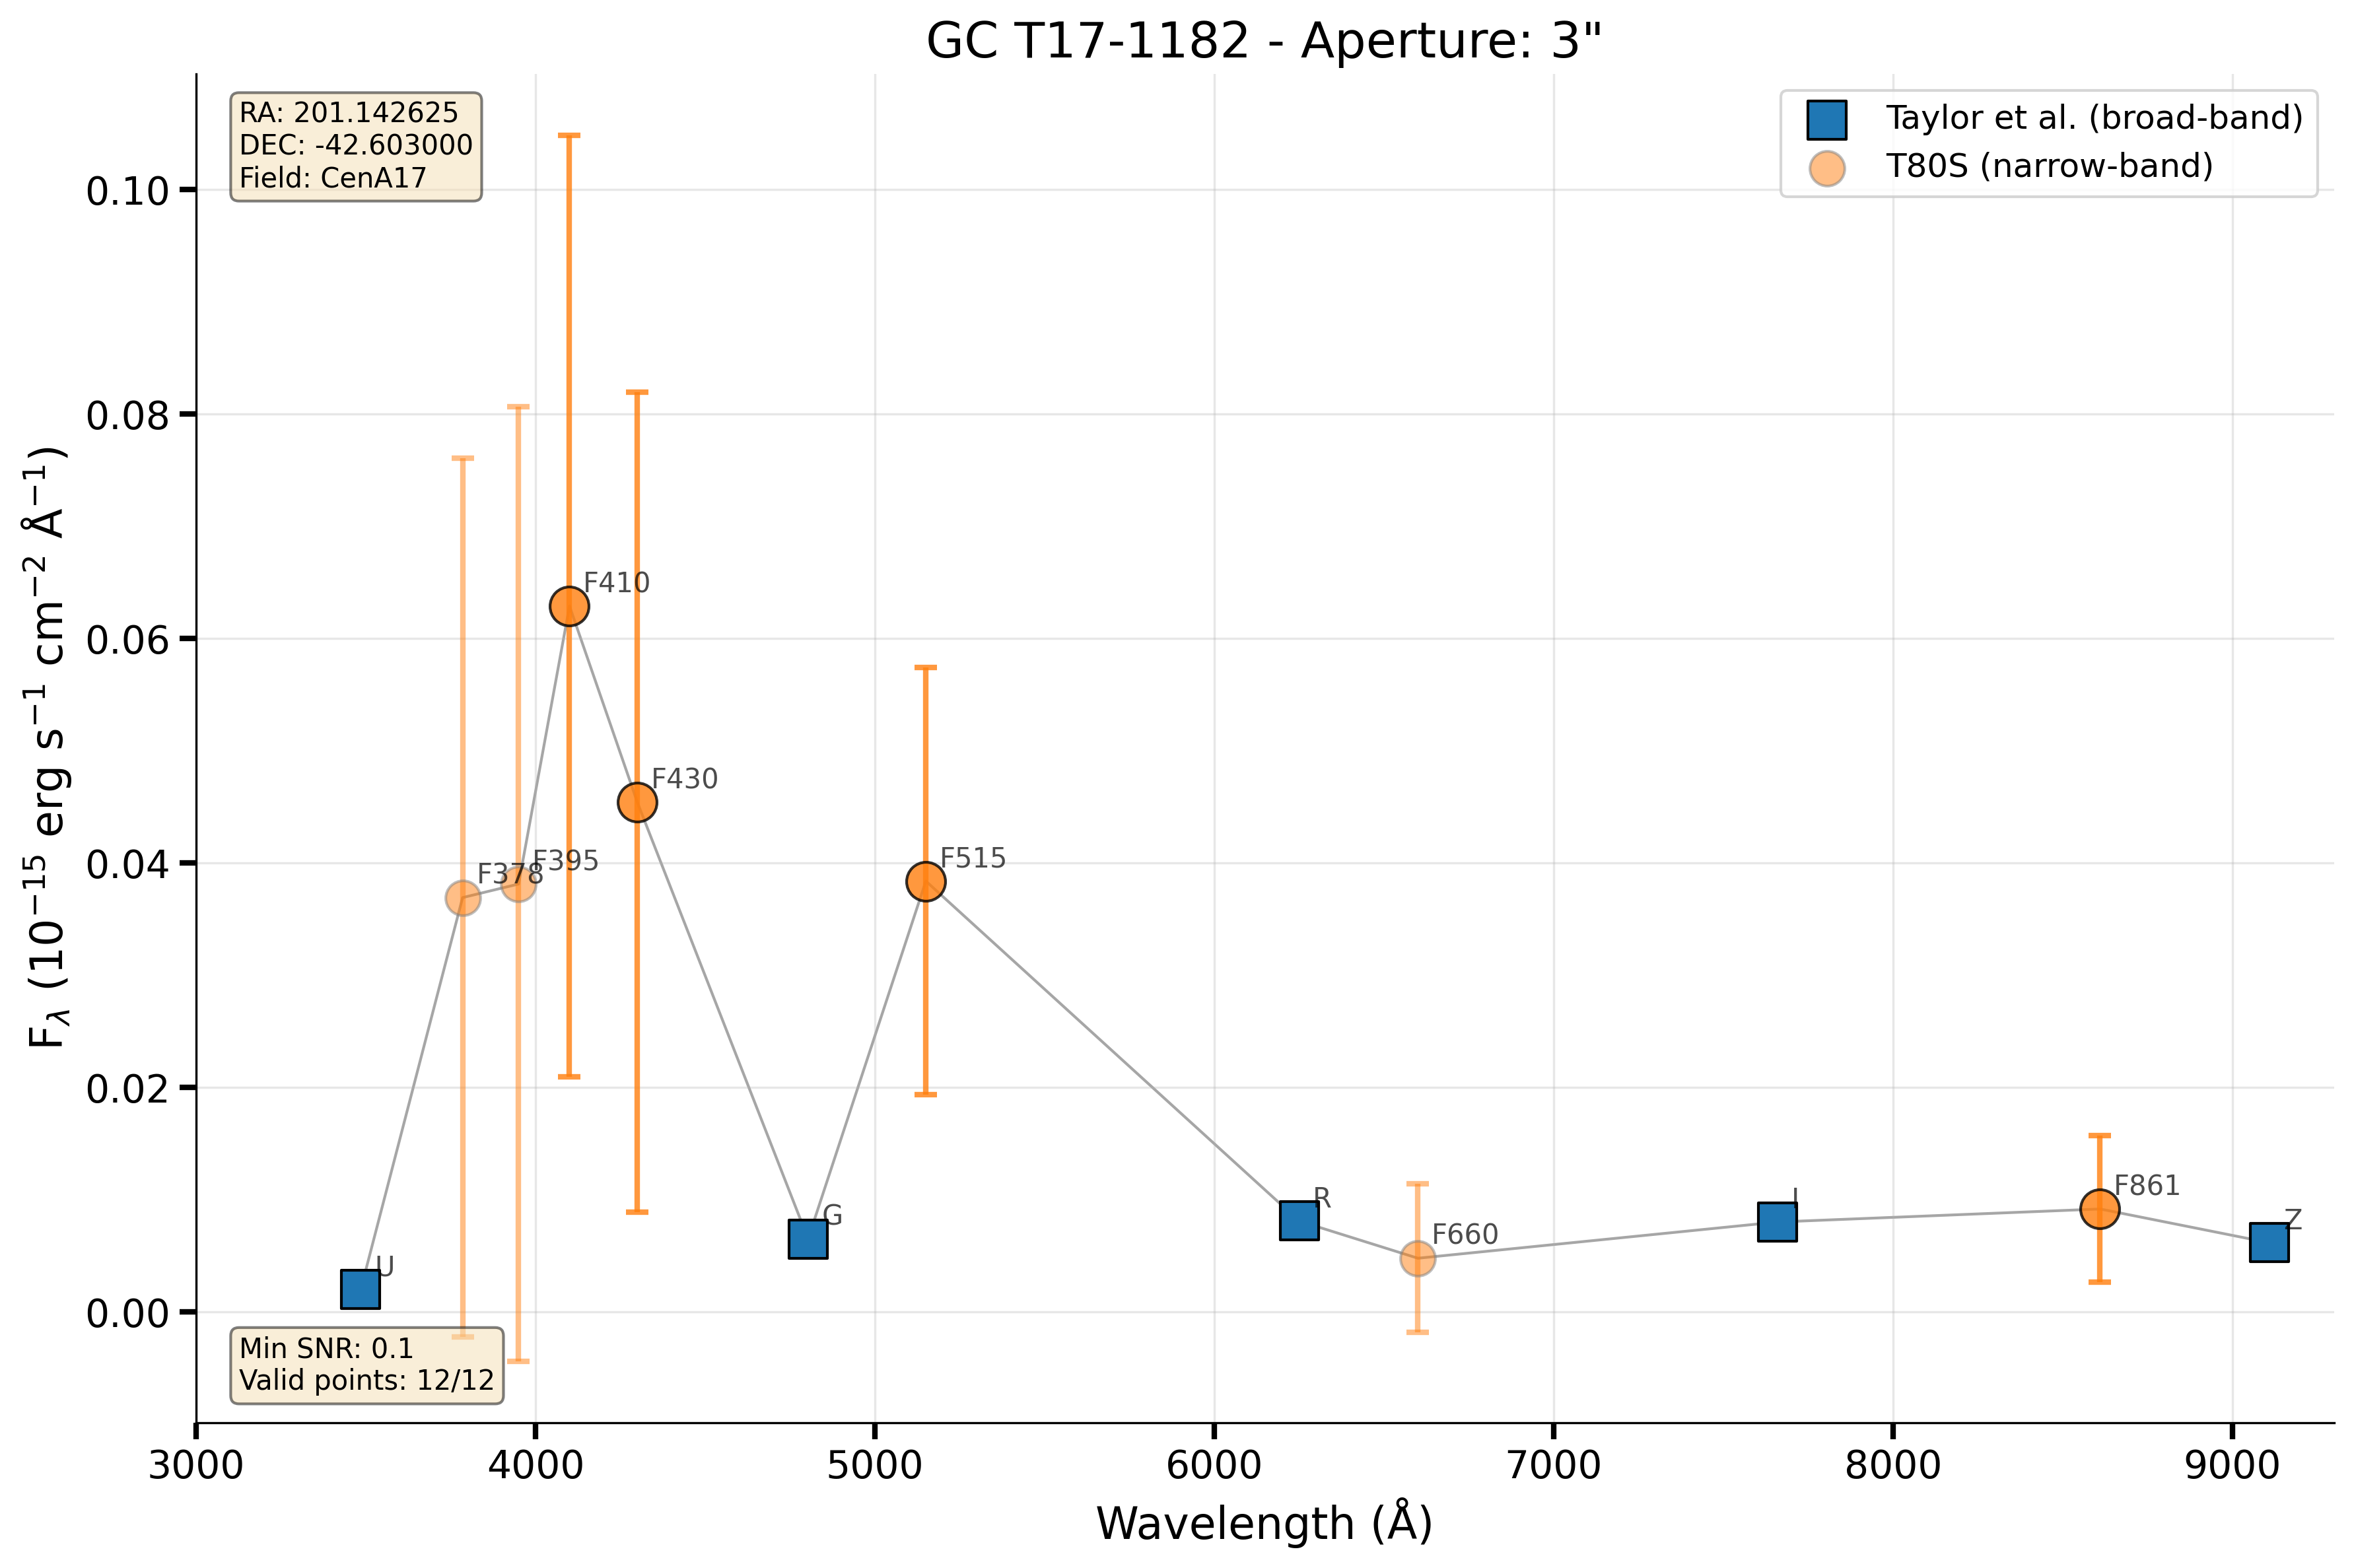 GC T17-1182 - Aperture: 3"
RA: 201.142625
DEC: -42.603000
Field: CenA17
Taylor et al. (broad-band)
T80S (narrow-band)
0.10
0.08
0.06
0.04
0.02
0.00
F$_λ$ (10$^{-15}$ erg s$^{-1}$ cm$^{-2}$ Å$^{-1}$)
U
F378
F395
F410
F430
G
F515
R
F660
I
F861
Z
Min SNR: 0.1
Valid points: 12/12
3000
4000
5000
6000
7000
8000
9000
Wavelength (Å)